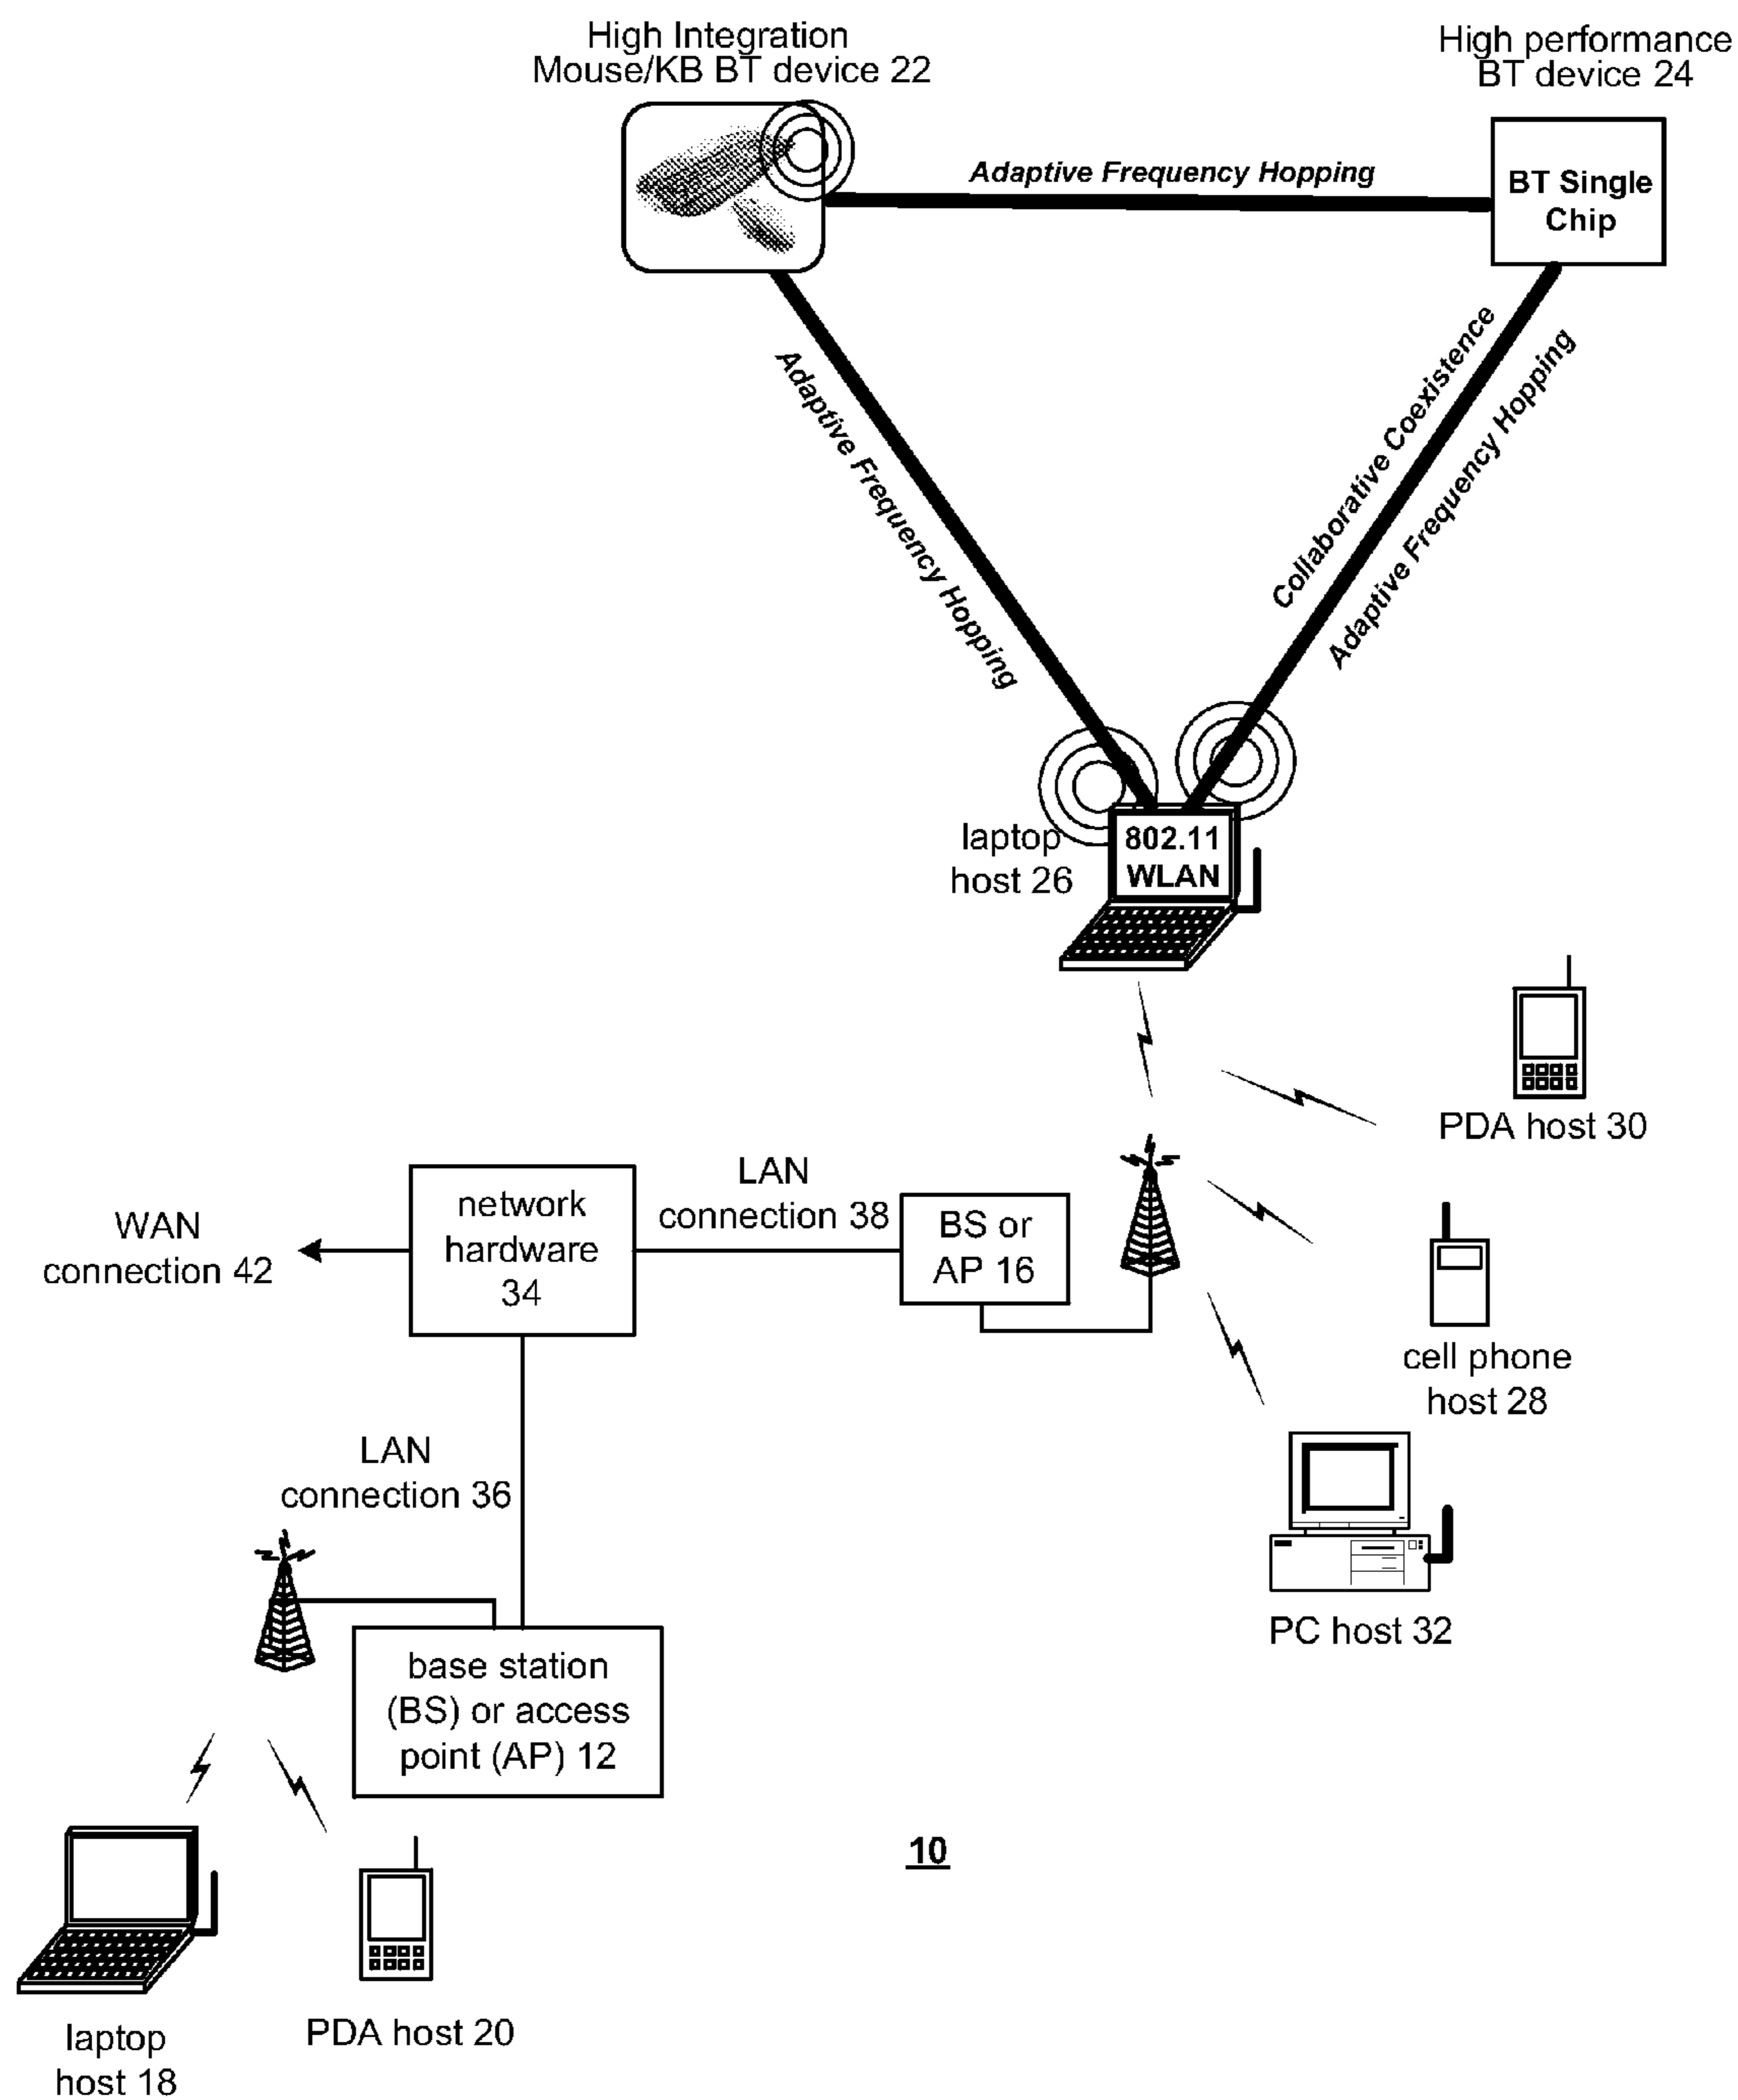 High Integration
Mouse/KB BT device 22
High performance
BT device 24
Adaptive Frequency Hopping
BT Single
Chip
Adaptive Frequency Hopping
Collaborative Coexistence
Adaptive Frequency Hopping
laptop
host 26
802.11
WLAN
PDA host 30
LAN
connection 38
network
hardware
34
WAN
connection 42
BS or
AP 16
cell phone
host 28
LAN
connection 36
PC host 32
base station
(BS) or access
point (AP) 12
10
PDA host 20
laptop
host 18